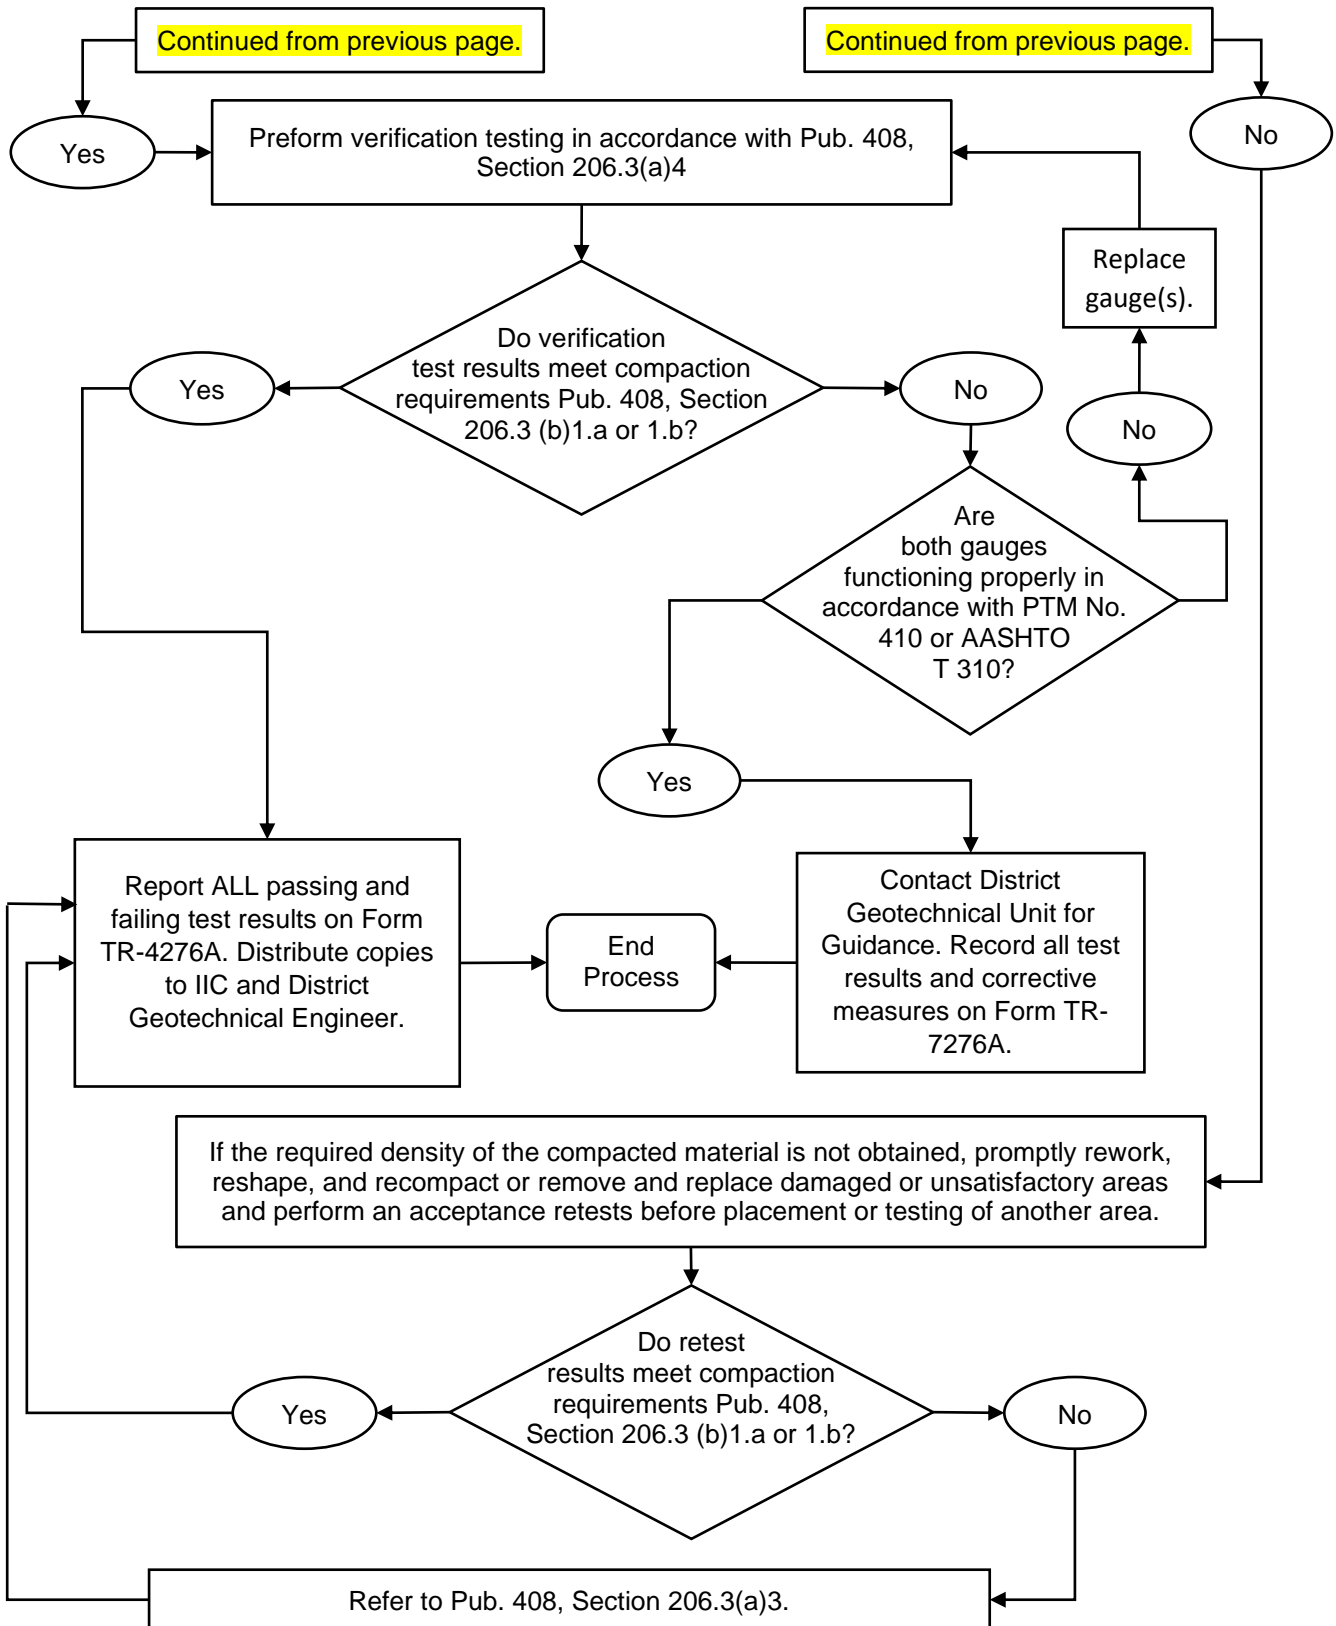 Continued from previous page.
Continued from previous page.
Yes
Preform verification testing in accordance with Pub. 408,
Section 206.3(a)4
No
Replace
gauge(s).
Do verification
test results meet compaction
requirements Pub. 408, Section
206.3 (b)1.a or 1.b?
Yes
No
No
Are
both gauges
functioning properly in
accordance with PTM No.
410 or AASHTO
T 310?
Yes
Report ALL passing and
failing test results on Form
TR-4276A. Distribute copies
to IIC and District
Geotechnical Engineer.
End
Process
Contact District
Geotechnical Unit for
Guidance. Record all test
results and corrective
measures on Form TR-
7276A.
If the required density of the compacted material is not obtained, promptly rework,
reshape, and recompact or remove and replace damaged or unsatisfactory areas
and perform an acceptance retests before placement or testing of another area.
Do retest
results meet compaction
requirements Pub. 408,
Section 206.3 (b)1.a or 1.b?
Yes
No
Refer to Pub. 408, Section 206.3(a)3.